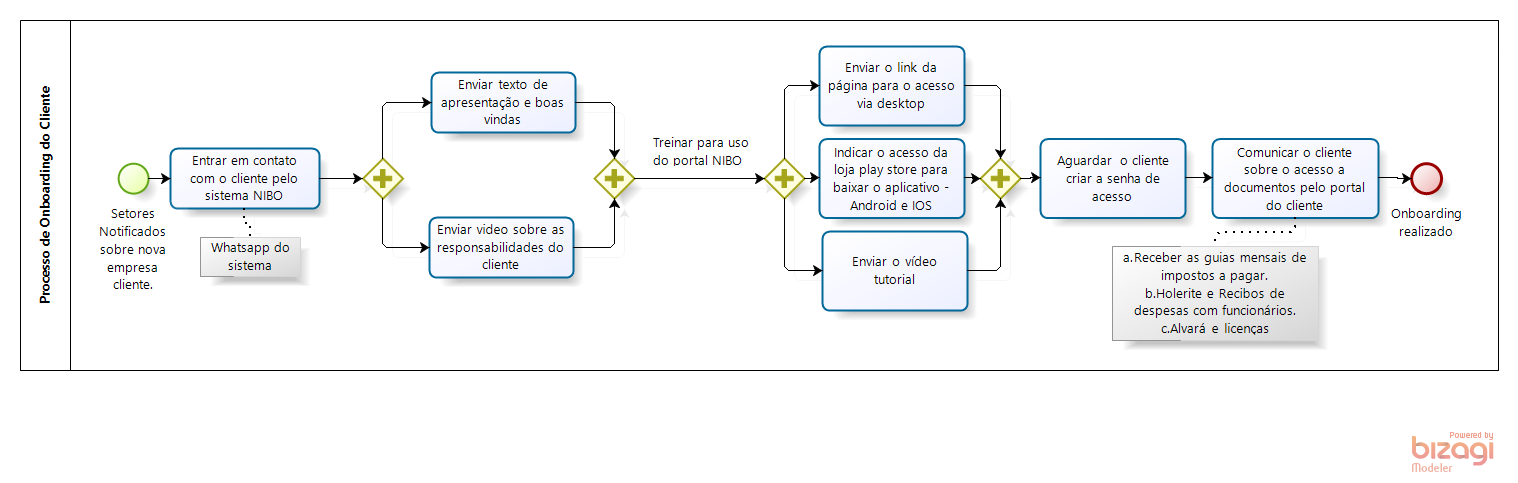 Processo de Onboarding do Cliente
Setores
Notificados
sobre nova
empresa
cliente.
Entrar em contato
com o cliente pelo
sistema NIBO
Whatsapp do
sistema
Enviar texto de
apresentação e boas
vindas
Enviar video sobre as
responsabilidades do
cliente
Treinar para uso
do portal NIBO
Enviar o link da
página para o acesso
via desktop
Indicar o acesso da
loja play store para
baixar o aplicativo -
Android e IOS
Enviar o vídeo
tutorial
Aguardar o cliente
criar a senha de
acesso
Comunicar o cliente
sobre o acesso a
documentos pelo portal
do cliente
a.Receber as guias mensais de
impostos a pagar.
b.Holerite e Recibos de
despesas com funcionários.
c.Alvará e licenças
Onboarding
realizado
Powered by
bizagi
Modeler